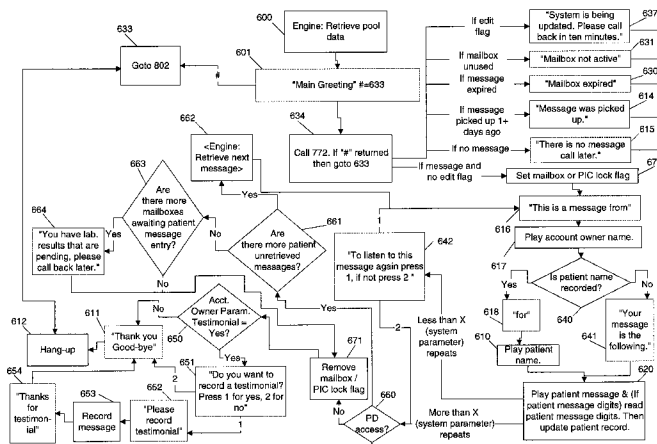 600
Engine: Retrieve pool
data
633
Goto 802
601
"Main Greeting" #=633
#
634
Call 772. If "#" returned
then goto 633
If edit
flag
"System is being
updated. Please call
back in ten minutes."
637
If mailbox
unused
"Mailbox not active"
631
If message
expired
"Mailbox expired"
630
If message
picked up 1+
days ago
"Message was picked
up."
614
If no message
"There is no message
call later."
615
If message and
no edit flag
Set mailbox or PIC lock flag
"This is a message from"
616
Play account owner name.
617
Is patient name
recorded?
640
Yes
No
618
"for"
610
Play patient name.
"Your
message is
the following."
641
620
Play patient message & (If
patient message digits) read
patient message digits. Then
update patient record.
662
<Engine:
Retrieve next
message>
663
Are
there more
mailboxes
awaiting patient
message
entry?
Yes
No
No
Yes
661
Are
there more patient
unretrieved
messages?
664
"You have lab.
results that are
pending, please
call back later."
1
"To listen to this
message again press
1, if not press 2 "
642
2
Less than X
(system
parameter)
repeats
More than X
(system parameter)
repeats
No
Yes
Acct.
Owner Param.
Testimonial =
Yes?
650
611
"Thank you
Good-bye"
612
Hang-up
Yes
2
651
"Do you want to
record a testimonial?
Press 1 for yes, 2 for
no"
1
671
Remove
mailbox /
PIC lock flag
No
660
PD
access?
654
"Thanks
for
testimon-
ial"
653
Record
message
652
"Please
record
testimonial"